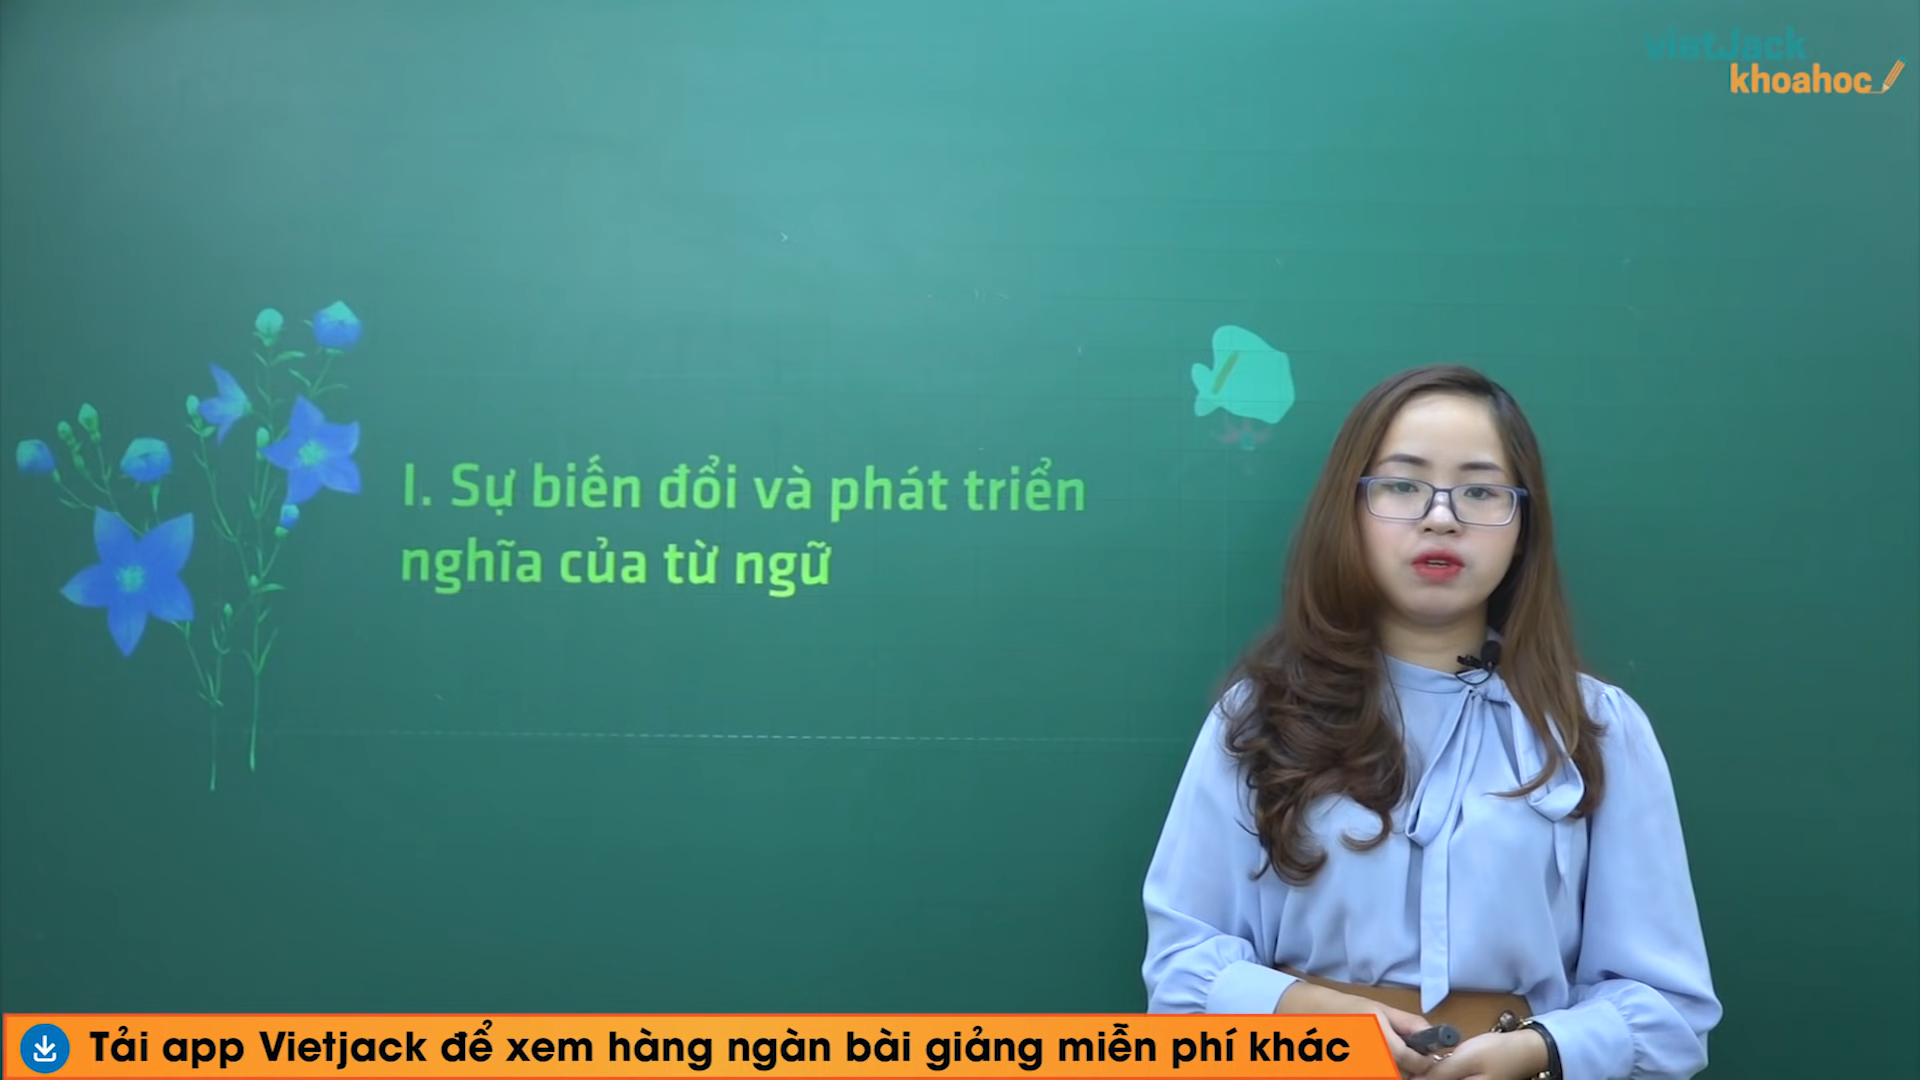 vietJack
khoahoc
I. Sự biến đổi và phát triển
nghĩa của từ ngữ
Tải app Vietjack để xem hàng ngàn bài giảng miễn phí khác